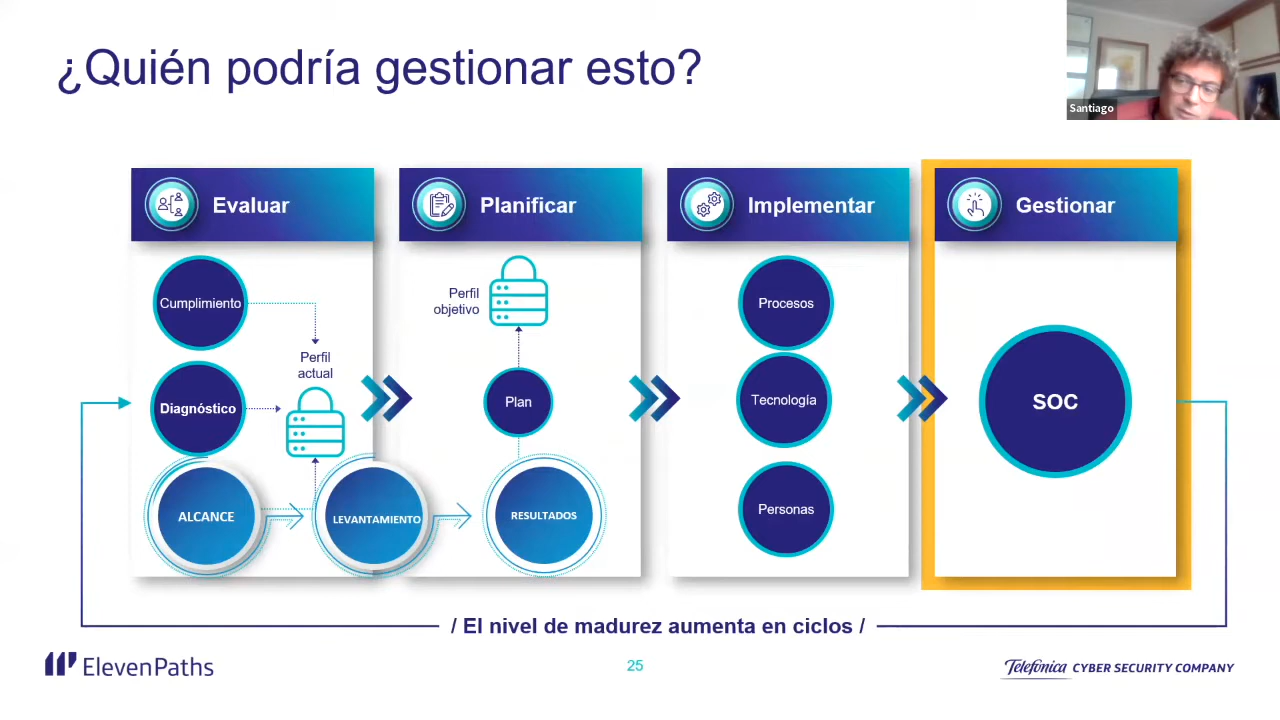 ¿Quién podría gestionar esto?
Santiago
Evaluar
Cumplimiento
Perfil
actual
Diagnóstico
ALCANCE
LEVANTAMIENTO
Planificar
Perfil
objetivo
Plan
RESULTADOS
Implementar
Procesos
Tecnología
Personas
Gestionar
SOC
/ El nivel de madurez aumenta en ciclos /
ElevenPaths
25
Telefónica CYBER SECURITY COMPANY